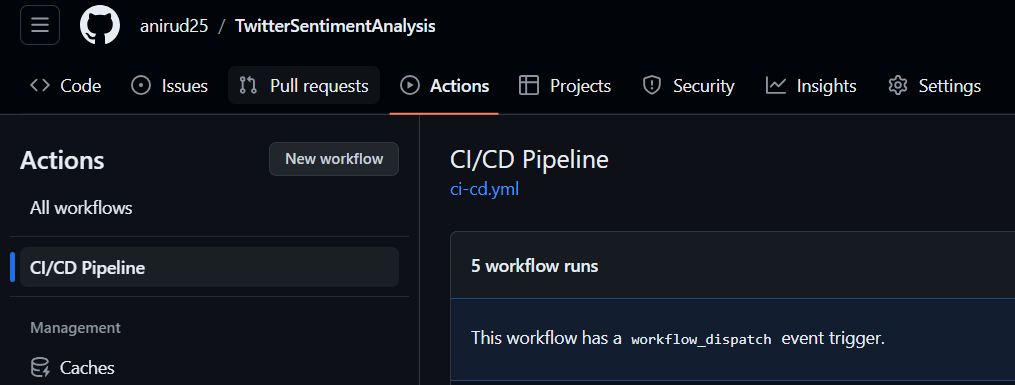 anirud25 / TwitterSentimentAnalysis
Code Issues Pull requests Actions Projects Security Insights Settings
Actions
New workflow
All workflows
CI/CD Pipeline
Management
Caches
CI/CD Pipeline
ci-cd.yml
5 workflow runs
This workflow has a workflow_dispatch event trigger.